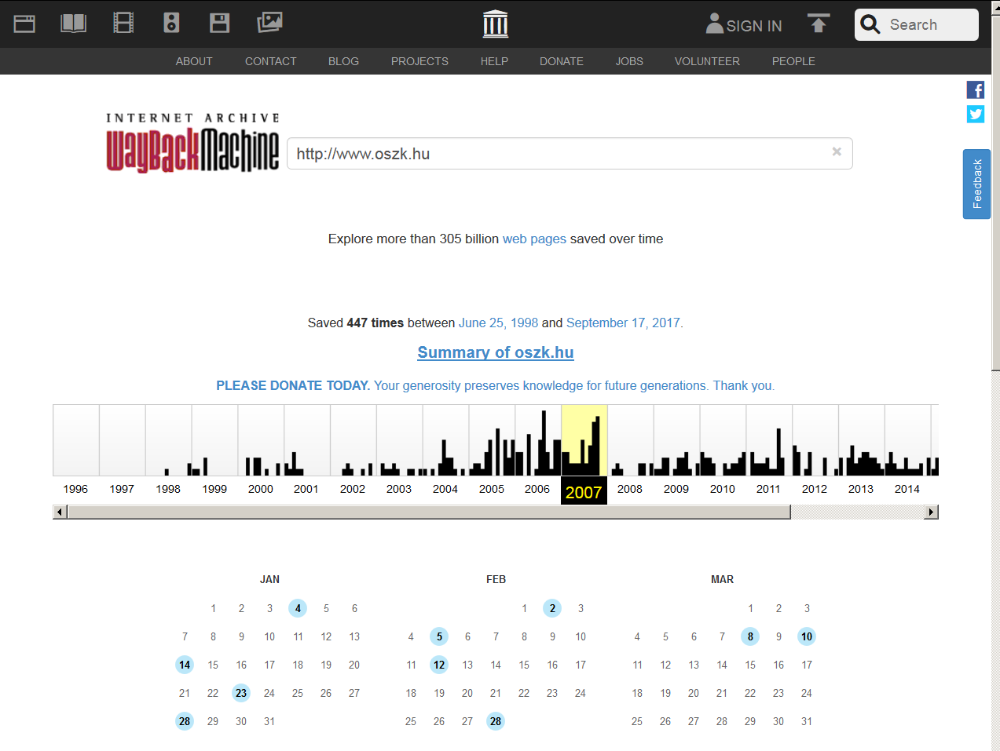 SIGN IN
Search
ABOUT CONTACT BLOG PROJECTS HELP DONATE JOBS VOLUNTEER PEOPLE
INTERNET ARCHIVE
WayBackMachine
http://www.oszk.hu
×
Feedback
Explore more than 305 billion web pages saved over time
Saved 447 times between June 25, 1998 and September 17, 2017.
Summary of oszk.hu
PLEASE DONATE TODAY. Your generosity preserves knowledge for future generations. Thank you.
1996 1997 1998 1999 2000 2001 2002 2003 2004 2005 2006 2007 2008 2009 2010 2011 2012 2013 2014
JAN FEB MAR
1 2 3 4 5 6 1 2 3 1 2 3
7 8 9 10 11 12 13 4 5 6 7 8 9 10 4 5 6 7 8 9 10
14 15 16 17 18 19 20 11 12 13 14 15 16 17 11 12 13 14 15 16 17
21 22 23 24 25 26 27 18 19 20 21 22 23 24 18 19 20 21 22 23 24
28 29 30 31 25 26 27 28 25 26 27 28 29 30 31